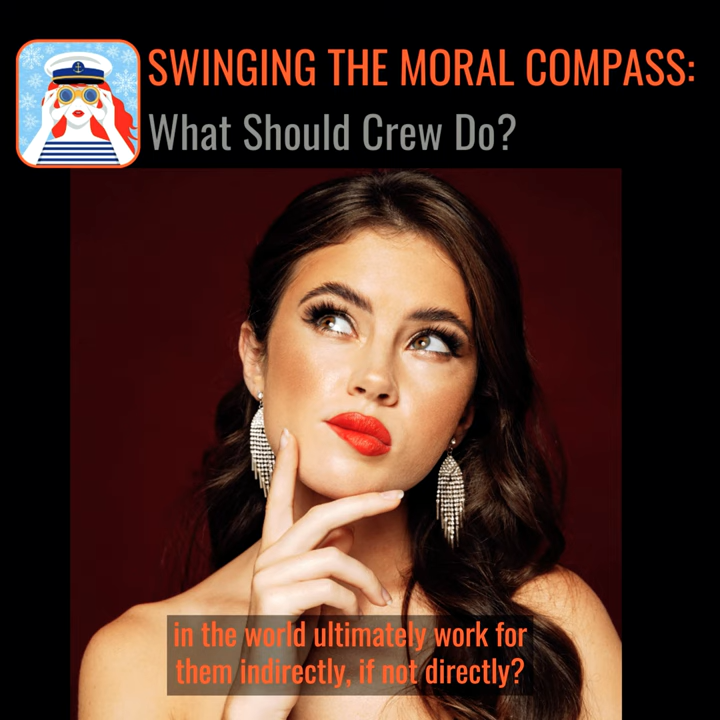 SWINGING THE MORAL COMPASS:
What Should Crew Do?
in the world ultimately work for
them indirectly, if not directly?